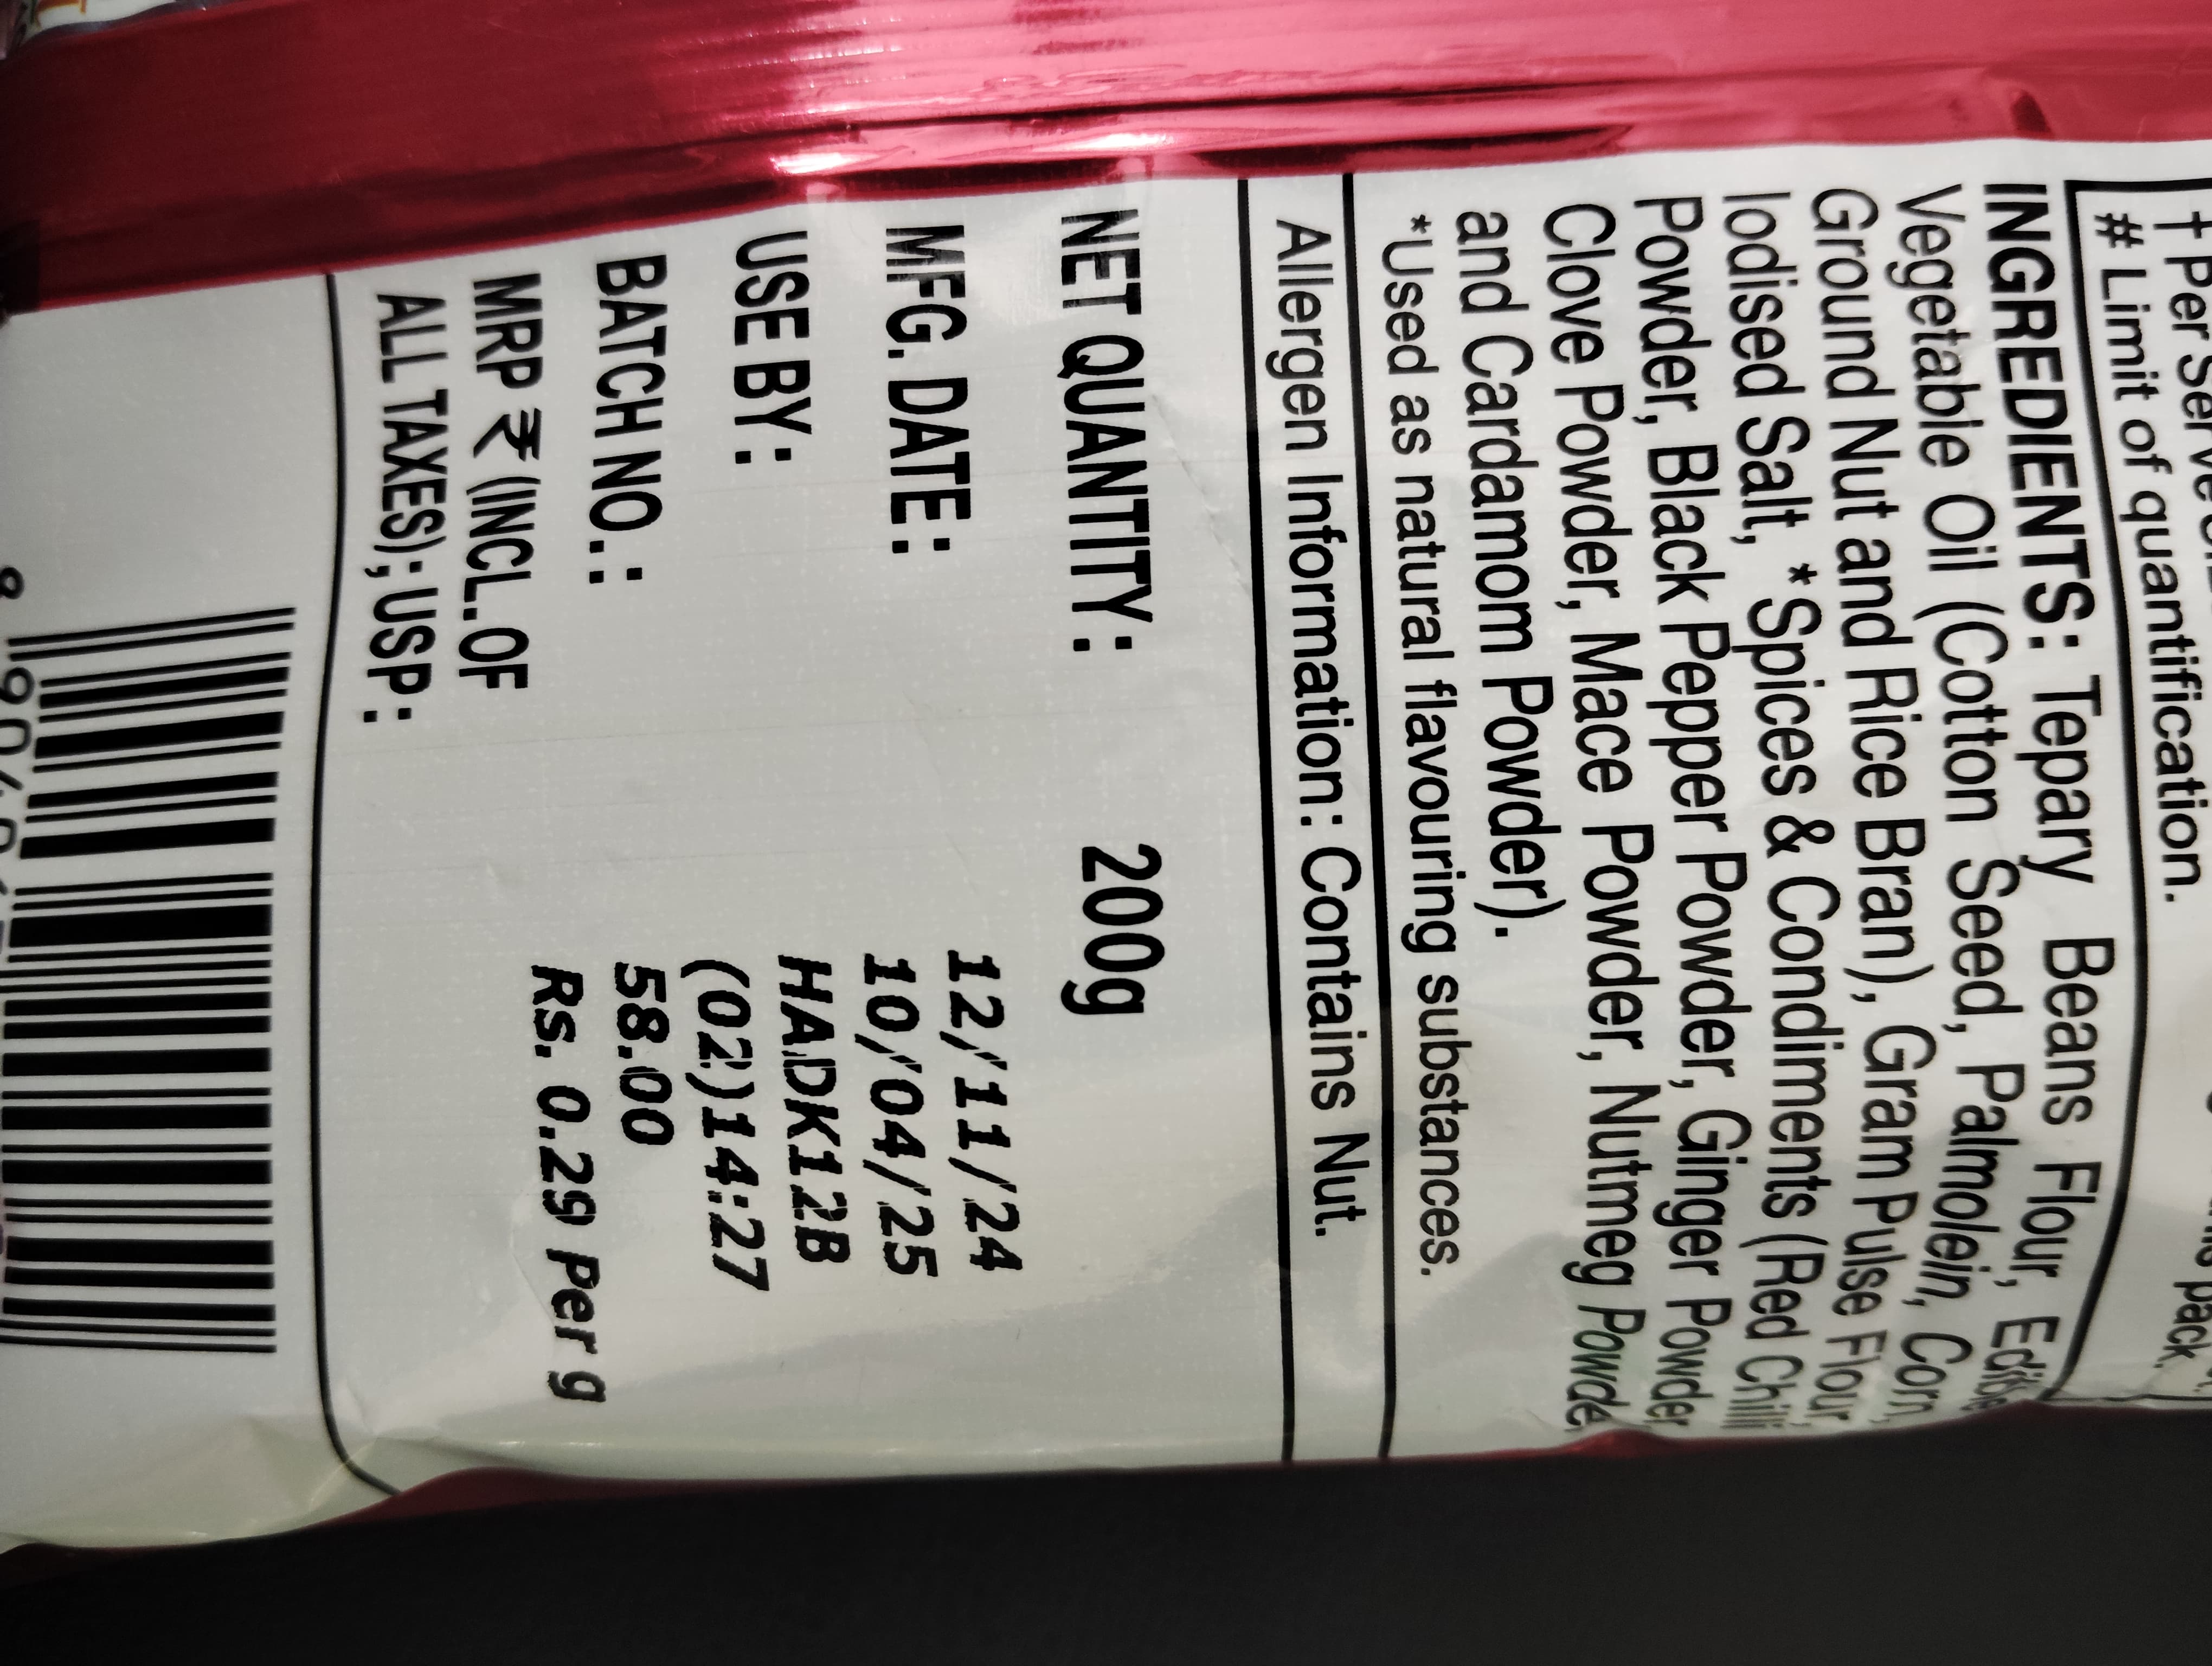 † Per Serve
# Limit of quantification.
pack.
INGREDIENTS: Tepary Beans Flour, Edible
Vegetable Oil (Cotton Seed, Palmolein, Corn,
Ground Nut and Rice Bran), Gram Pulse Flour,
Iodised Salt, *Spices & Condiments (Red Chilli
Powder, Black Pepper Powder, Ginger Powder,
Clove Powder, Mace Powder, Nutmeg Powder
and Cardamom Powder).
*Used as natural flavouring substances.
Allergen Information: Contains Nut.
NET QUANTITY: 200g
MFG. DATE: 12/11/24
USE BY: 10/04/25
BATCH NO.: HADK12B
(02)14:27
MRP ₹ (INCL. OF 58.00
ALL TAXES); USP: Rs. 0.29 Per g